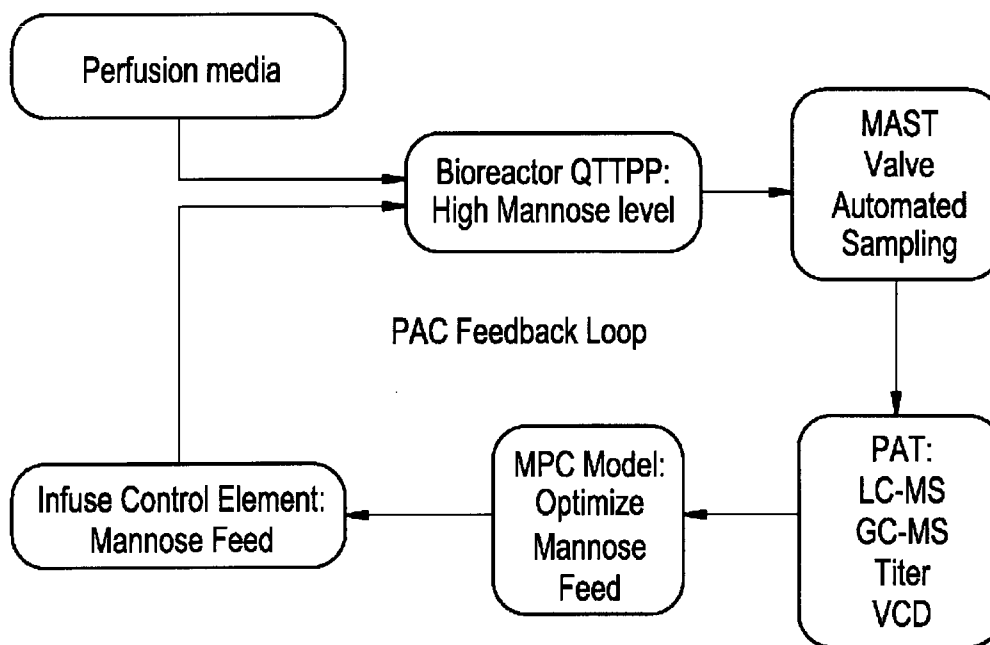 Perfusion media
Bioreactor QTTPP:
High Mannose level
MAST
Valve
Automated
Sampling
PAC Feedback Loop
PAT:
LC-MS
GC-MS
Titer
VCD
MPC Model:
Optimize
Mannose
Feed
Infuse Control Element:
Mannose Feed